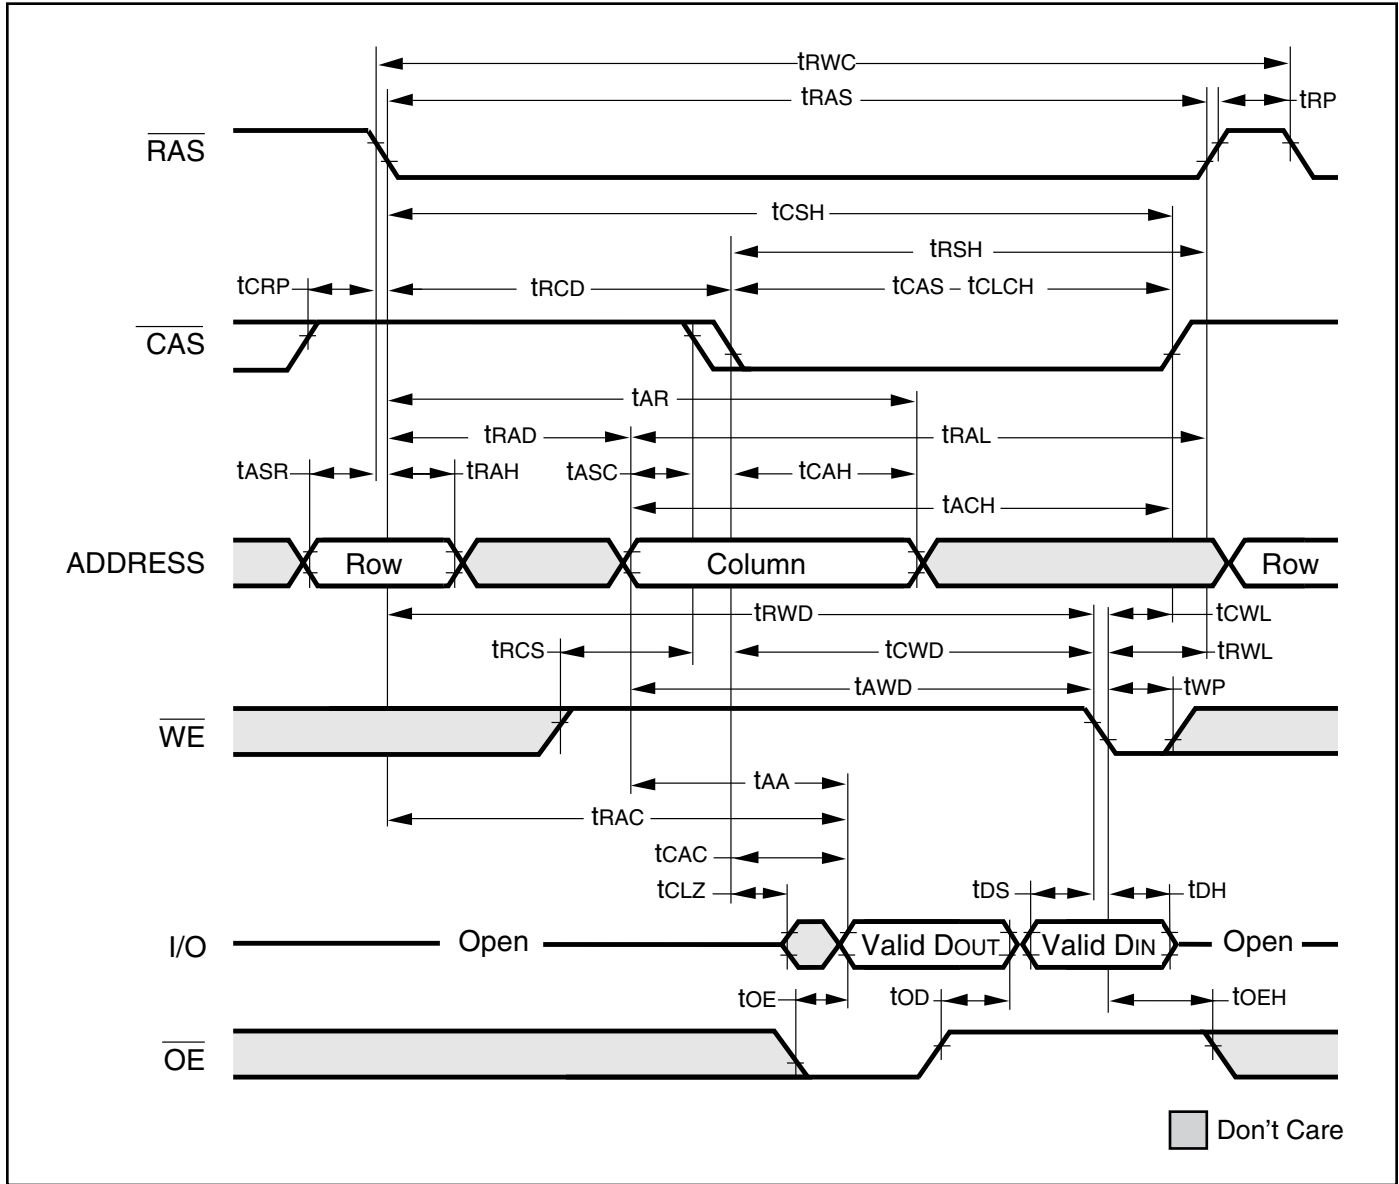 tRWC
tRAS
tRP
RAS
tCSH
tRSH
tCRP
tRCD
tCAS – tCLCH
CAS
tAR
tRAD
tRAL
tASR
tRAH
tASC
tCAH
tACH
ADDRESS
Row
Column
Row
tRWD
tCWL
tRCS
tCWD
tRWL
tAWD
tWP
WE
tAA
tRAC
tCAC
tCLZ
tDS
tDH
I/O
Open
Valid DOUT
Valid DIN
Open
tOE
tOD
tOEH
OE
Don't Care